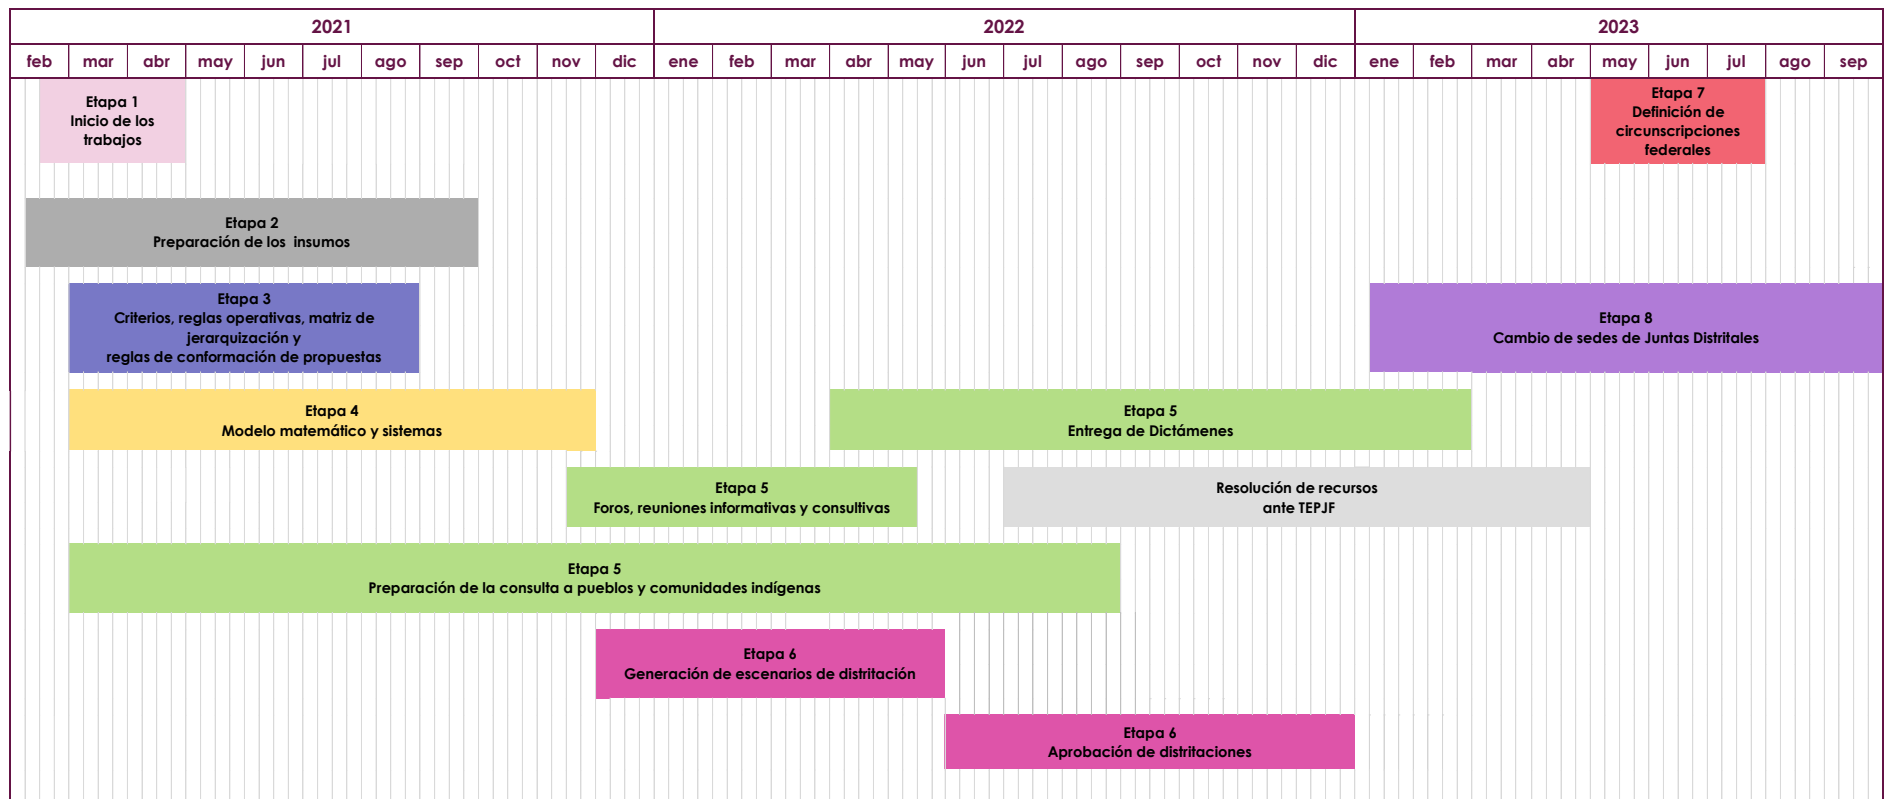 2021 2022 2023
feb mar abr may jun jul ago sep oct nov dic ene feb mar abr may jun jul ago sep oct nov dic ene feb mar abr may jun jul ago sep
Etapa 1
Inicio de los
trabajos
Etapa 7
Definición de
circunscripciones
federales
Etapa 2
Preparación de los insumos
Etapa 3
Criterios, reglas operativas, matriz de
jerarquización y
reglas de conformación de propuestas
Etapa 8
Cambio de sedes de Juntas Distritales
Etapa 4
Modelo matemático y sistemas
Etapa 5
Entrega de Dictámenes
Etapa 5
Foros, reuniones informativas y consultivas
Resolución de recursos
ante TEPJF
Etapa 5
Preparación de la consulta a pueblos y comunidades indígenas
Etapa 6
Generación de escenarios de distritación
Etapa 6
Aprobación de distritaciones